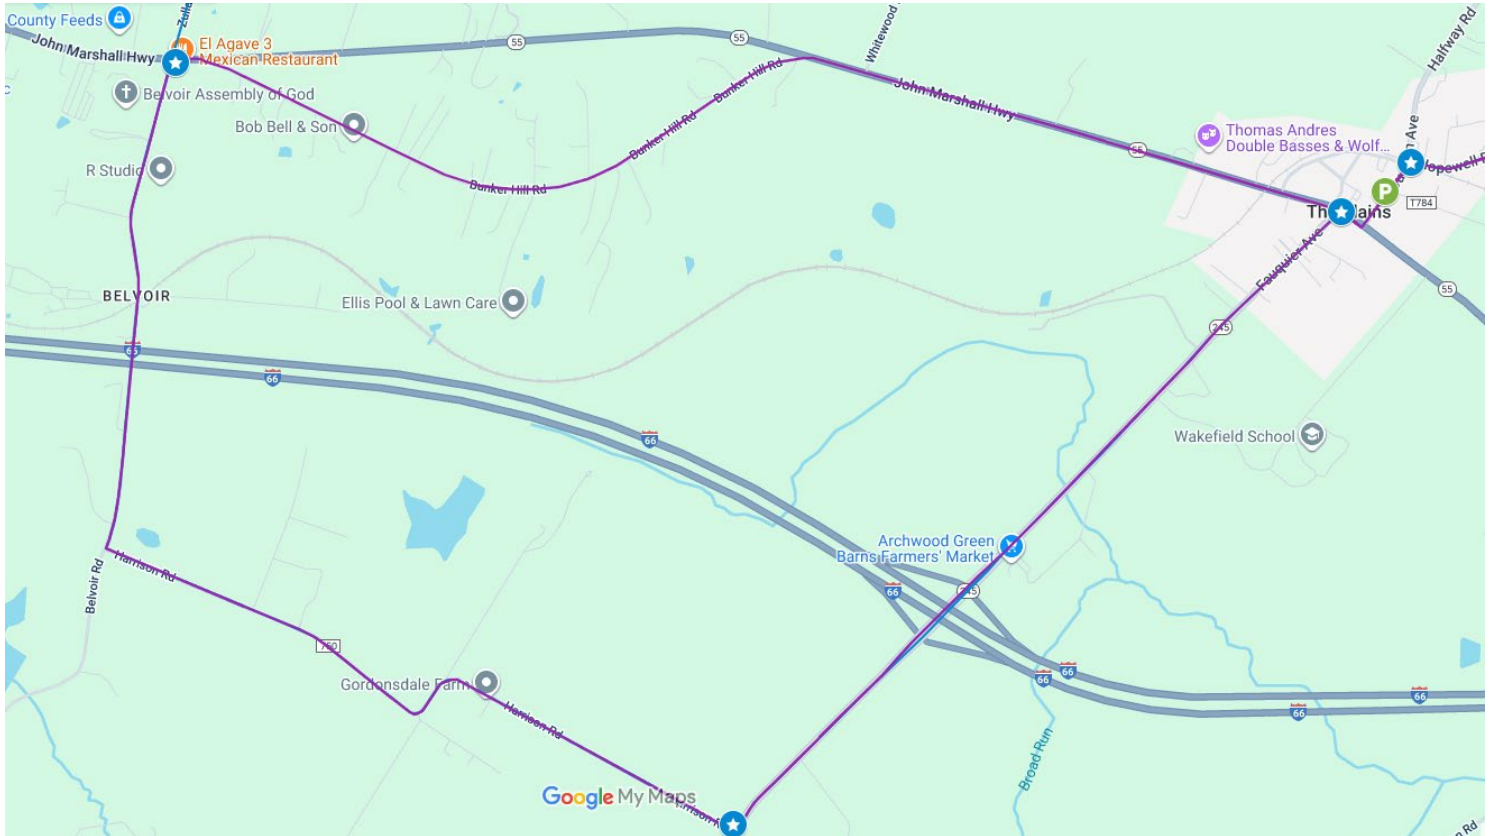 County Feeds
John Marshall Hwy
El Agave 3
Mexican Restaurant
Belvoir Assembly of God
Bob Bell & Son
R Studio
Bunker Hill Rd
Bunker Hill Rd
Bunker Hill Rd
55
55
Whitewood
Halfway Rd
John Marshall Hwy
55
Thomas Andres
Double Basses & Wolf...
P
T784
Fauquier Ave
55
245
BELVOIR
Ellis Pool & Lawn Care
66
66
66
Wakefield School
Archwood Green
Barns Farmers' Market
66
245
Harrison Rd
Belvoir Rd
750
Gordonsdale Farm
Harrison Rd
66
66
66
66
Broad Run
Google My Maps
Rd